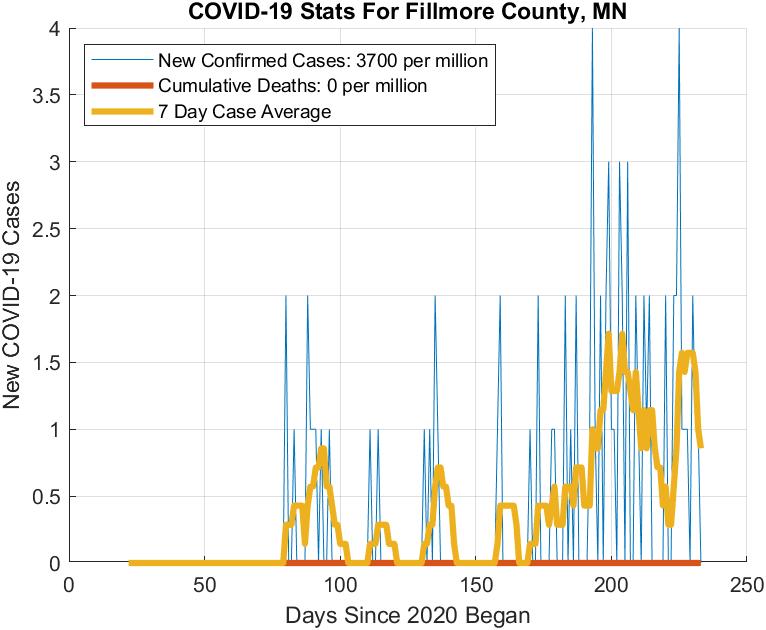 COVID-19 Stats For Fillmore County, MN
New Confirmed Cases: 3700 per million
Cumulative Deaths: 0 per million
7 Day Case Average
New COVID-19 Cases
4
3.5
3
2.5
2
1.5
1
0.5
0
0 50 100 150 200 250
Days Since 2020 Began